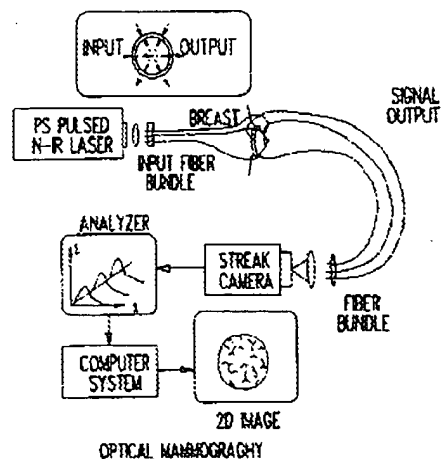 INPUT
OUTPUT
PS PULSED
N-IR LASER
BREAST
SIGNAL
OUTPUT
INPUT FIBER
BUNDLE
ANALYZER
STREAK
CAMERA
FIBER
BUNDLE
COMPUTER
SYSTEM
2D IMAGE
OPTICAL MAMMOGRAGHY